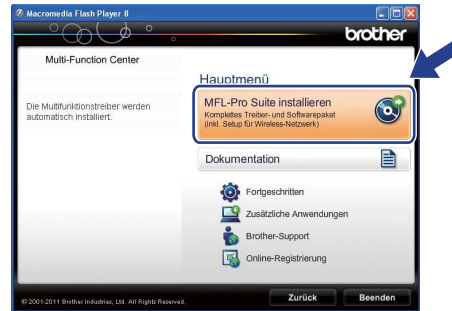 Macromedia Flash Player 8
brother
Multi-Function Center
Die Multifunktionstreiber werden
automatisch installiert.
Hauptmenü
MFL-Pro Suite installieren
Komplettes Treiber- und Softwarepaket
(inkl. Setup für Wireless-Netzwerk)
Dokumentation
Fortgeschritten
Zusätzliche Anwendungen
Brother-Support
Online-Registrierung
© 2001-2011 Brother Industries, Ltd. All Rights Reserved.
Zurück
Beenden